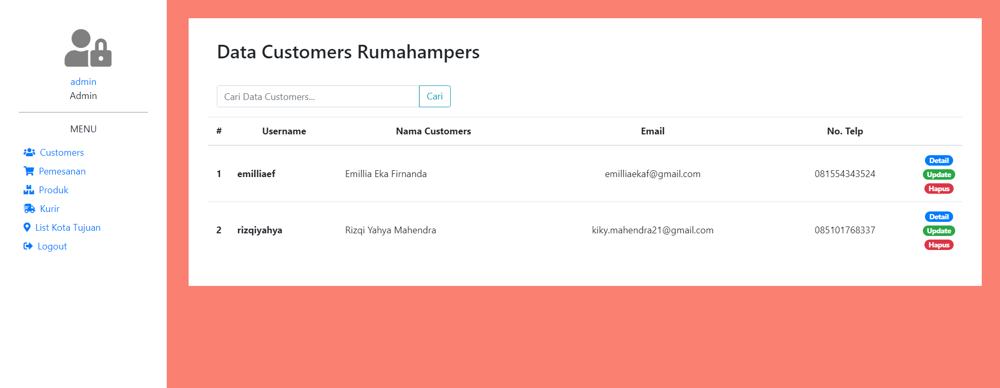 admin
Admin
MENU
Customers
Pemesanan
Produk
Kurir
List Kota Tujuan
Logout
Data Customers Rumahampers
Cari Data Customers... Cari
# Username Nama Customers Email No. Telp
1 emilliaef Emillia Eka Firnanda emilliaekaf@gmail.com 081554343524
Detail
Update
Hapus
2 rizqiyahya Rizqi Yahya Mahendra kiky.mahendra21@gmail.com 085101768337
Detail
Update
Hapus